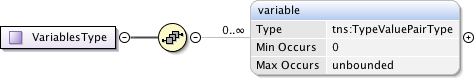 variable
VariablesType
0..∞
Type tns:TypeValuePairType
Min Occurs 0
Max Occurs unbounded